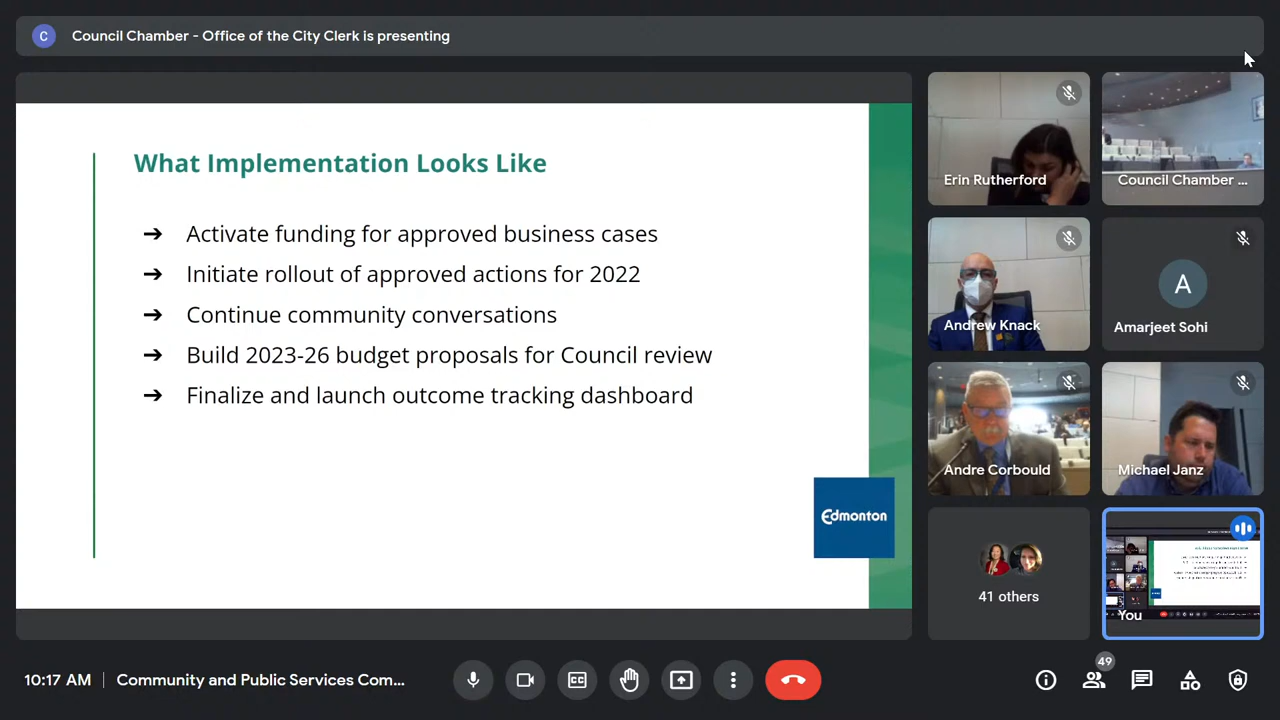 C
Council Chamber - Office of the City Clerk is presenting
What Implementation Looks Like
➔ Activate funding for approved business cases
➔ Initiate rollout of approved actions for 2022
➔ Continue community conversations
➔ Build 2023-26 budget proposals for Council review
➔ Finalize and launch outcome tracking dashboard
Edmonton
Erin Rutherford
Council Chamber ...
Andrew Knack
A
Amarjeet Sohi
Andre Corbould
Michael Janz
41 others
You
10:17 AM | Community and Public Services Com...
CC
49